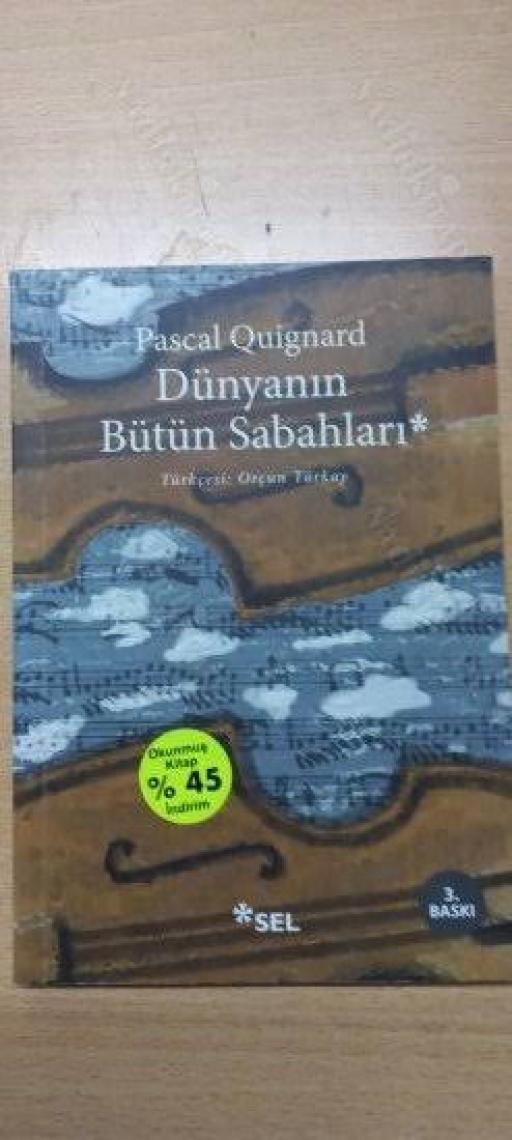 Pascal Quignard
Dünyanın
Bütün Sabahları*
Türkçesi: Orçun Türkay
Okunmuş
Kitap
% 45
İndirim
3.
BASKI
*SEL